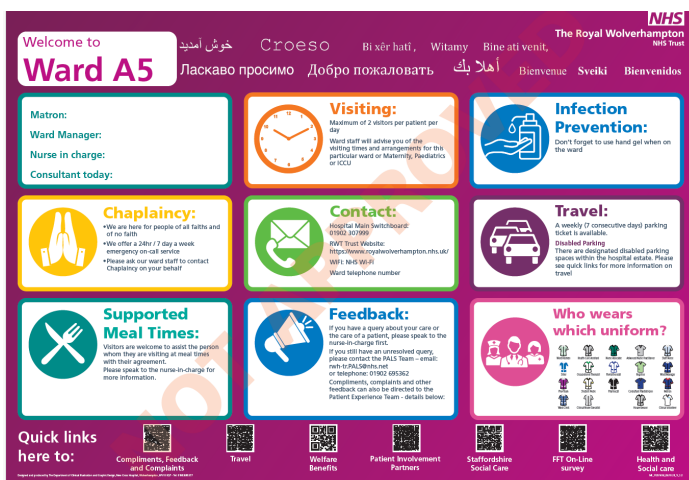 NHS
The Royal Wolverhampton
NHS Trust
Welcome to
Ward A5
خوش آمدید Croeso Bi xêr hatî , Witamy Bine ati venit,
Ласкаво просимо Добро пожаловать أهلا بك Bienvenue Sveiki Bienvenidos
Matron:
Ward Manager:
Nurse in charge:
Consultant today:
Visiting:
Maximum of 2 visitors per patient per
day
Ward staff will advise you of the
visiting times and arrangements for this
particular ward or Maternity, Paediatrics
or ICCU
Infection
Prevention:
Don't forget to use hand gel when on
the ward
Chaplaincy:
•We are here for people of all faiths and
of no faith
•We offer a 24hr / 7 day a week
emergency on-call service
•Please ask our ward staff to contact
Chaplaincy on your behalf
Contact:
Hospital Main Switchboard:
01902 307999
RWT Trust Website:
https://www.royalwolverhampton.nhs.uk/
WIFI: NHS Wi-Fi
Ward telephone number
Travel:
A weekly (7 consecutive days) parking
ticket is available.
Disabled Parking
There are designated disabled parking
spaces within the hospital estate. Please
see quick links for more information on
travel
Supported
Meal Times:
Visitors are welcome to assist the person
whom they are visiting at meal times
with their agreement.
Please speak to the nurse-in-charge for
more information.
Feedback:
If you have a query about your care or
the care of a patient, please speak to the
nurse-in-charge first.
If you still have an unresolved query,
please contact the PALS Team – email:
rwh-tr.PALS@nhs.net
or telephone: 01902 695362
Compliments, complaints and other
feedback can also be directed to the
Patient Experience Team - details below:
Who wears
which uniform?
Quick links
here to:
Compliments, Feedback
and Complaints
Travel
Welfare
Benefits
Patient Involvement
Partners
Staffordshire
Social Care
FFT On-Line
survey
Health and
Social care
NOT APPROVED